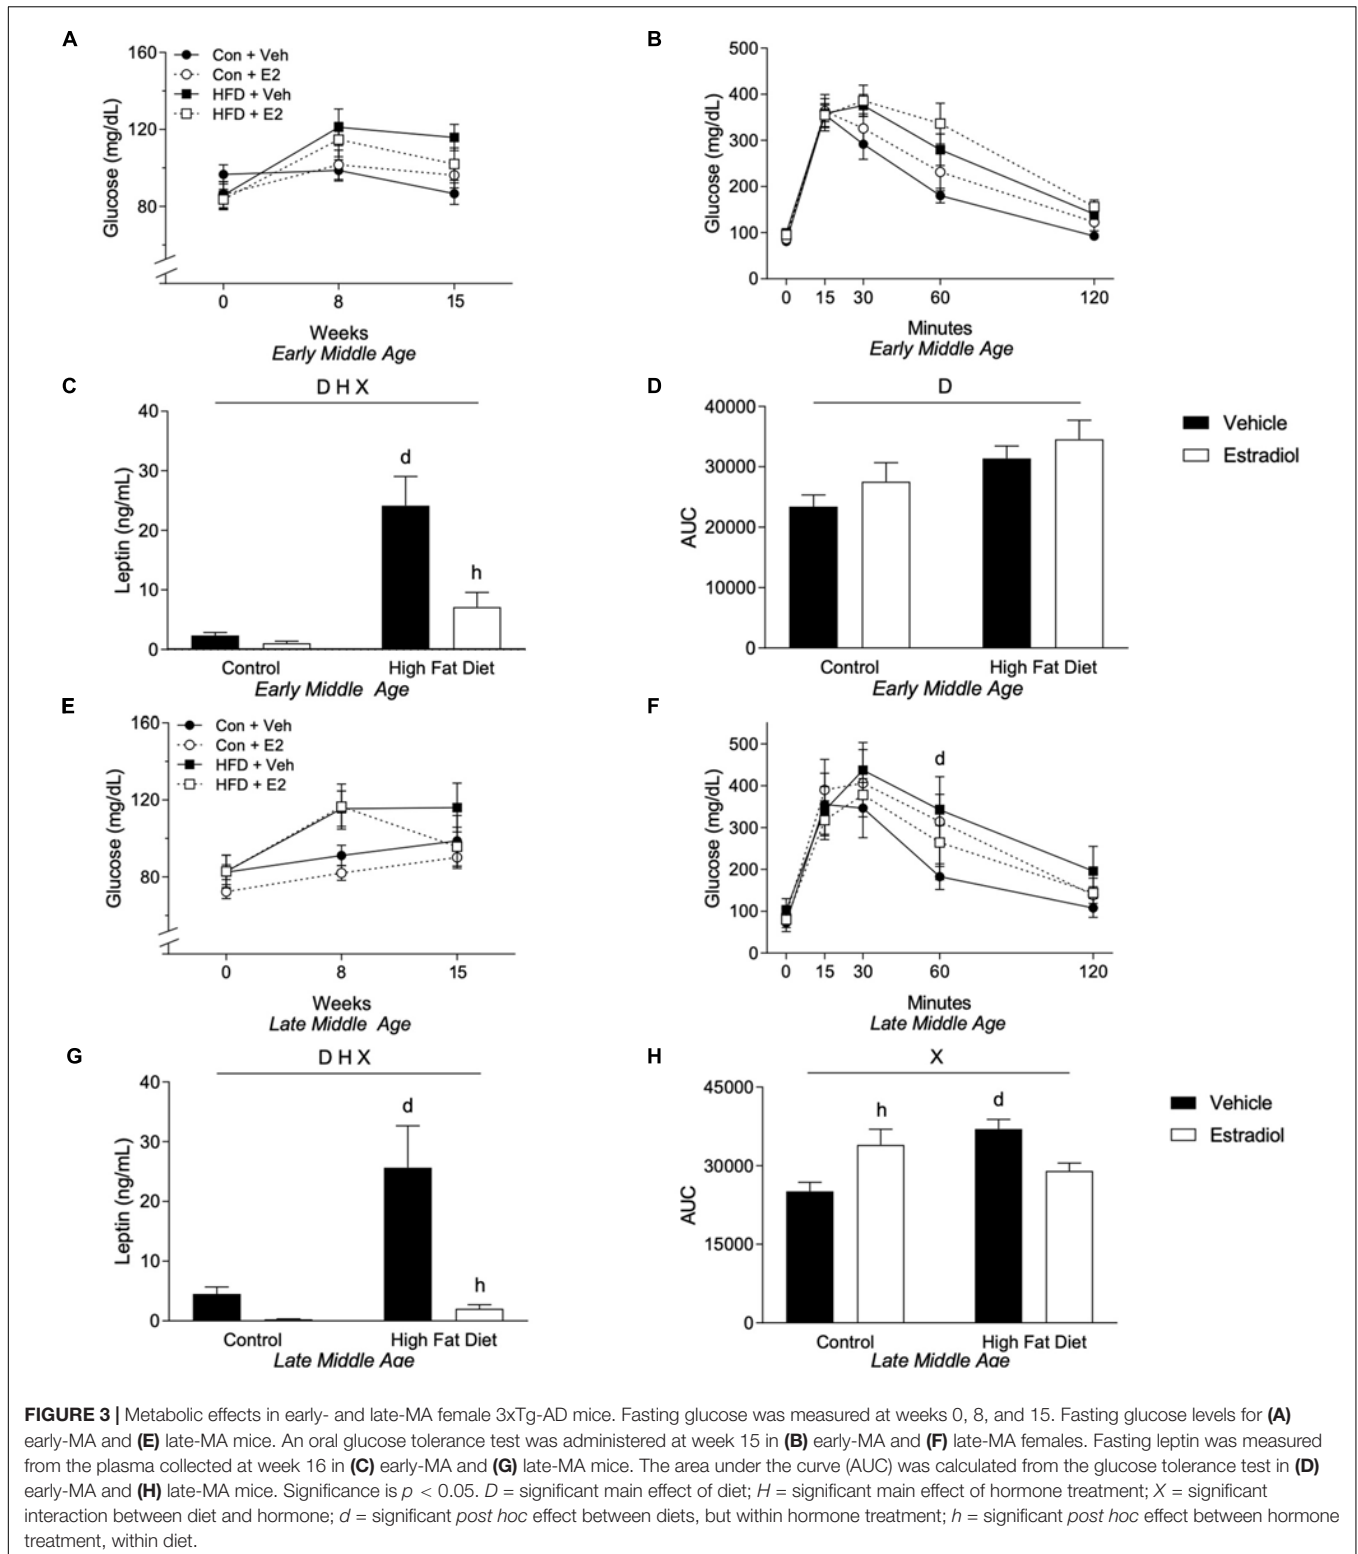 A
160
120
80
Glucose (mg/dL)
Con + Veh
Con + E2
HFD + Veh
HFD + E2
0 8 15
Weeks
Early Middle Age
B
500
400
300
200
100
0
Glucose (mg/dL)
0 15 30 60 120
Minutes
Early Middle Age
C
D H X
40
30
20
10
0
Leptin (ng/mL)
d
h
Control High Fat Diet
Early Middle Age
D
D
40000
30000
20000
10000
0
AUC
Control High Fat Diet
Early Middle Age
Vehicle
Estradiol
E
160
120
80
Glucose (mg/dL)
Con + Veh
Con + E2
HFD + Veh
HFD + E2
0 8 15
Weeks
Late Middle Age
F
500
400
300
200
100
0
Glucose (mg/dL)
d
0 15 30 60 120
Minutes
Late Middle Age
G
D H X
40
30
20
10
0
Leptin (ng/mL)
d
h
Control High Fat Diet
Late Middle Age
H
X
45000
30000
15000
0
AUC
h
d
Control High Fat Diet
Late Middle Age
Vehicle
Estradiol
FIGURE 3 | Metabolic effects in early- and late-MA female 3xTg-AD mice. Fasting glucose was measured at weeks 0, 8, and 15. Fasting glucose levels for (A)
early-MA and (E) late-MA mice. An oral glucose tolerance test was administered at week 15 in (B) early-MA and (F) late-MA females. Fasting leptin was measured
from the plasma collected at week 16 in (C) early-MA and (G) late-MA mice. The area under the curve (AUC) was calculated from the glucose tolerance test in (D)
early-MA and (H) late-MA mice. Significance is p < 0.05. D = significant main effect of diet; H = significant main effect of hormone treatment; X = significant
interaction between diet and hormone; d = significant post hoc effect between diets, but within hormone treatment; h = significant post hoc effect between hormone
treatment, within diet.